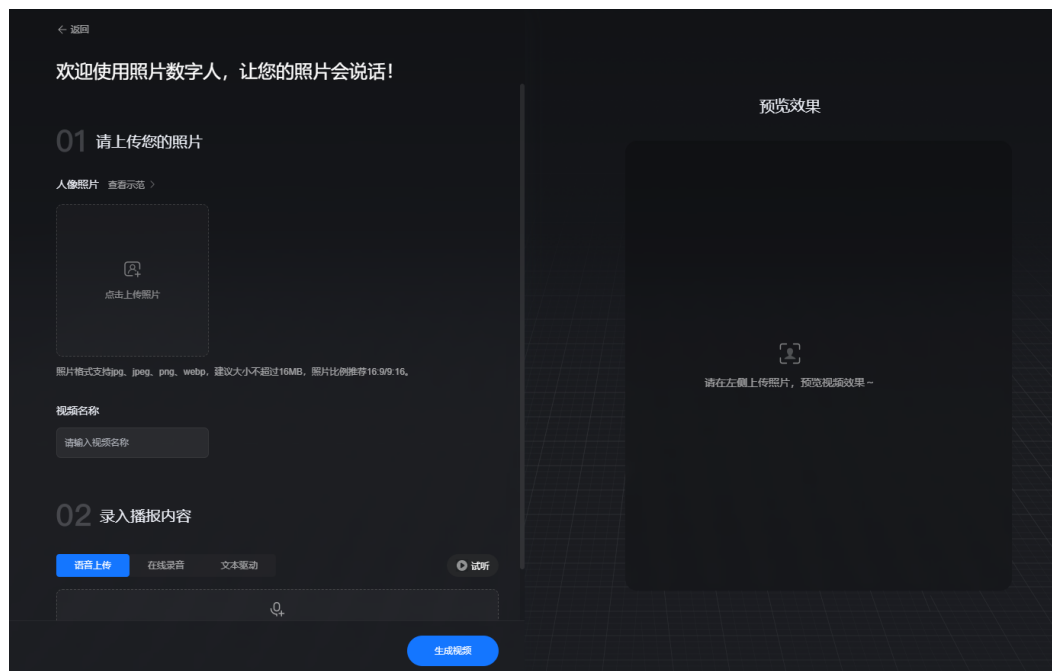 ← 返回
欢迎使用照片数字人，让您的照片会说话！
01 请上传您的照片
人像照片 查看示范 >
点击上传照片
照片格式支持jpg、jpeg、png、webp，建议大小不超过16MB，照片比例推荐16:9/9:16。
视频名称
请输入视频名称
02 录入播报内容
语音上传 在线录音 文本驱动 试听
生成视频
预览效果
请在左侧上传照片，预览视频效果~